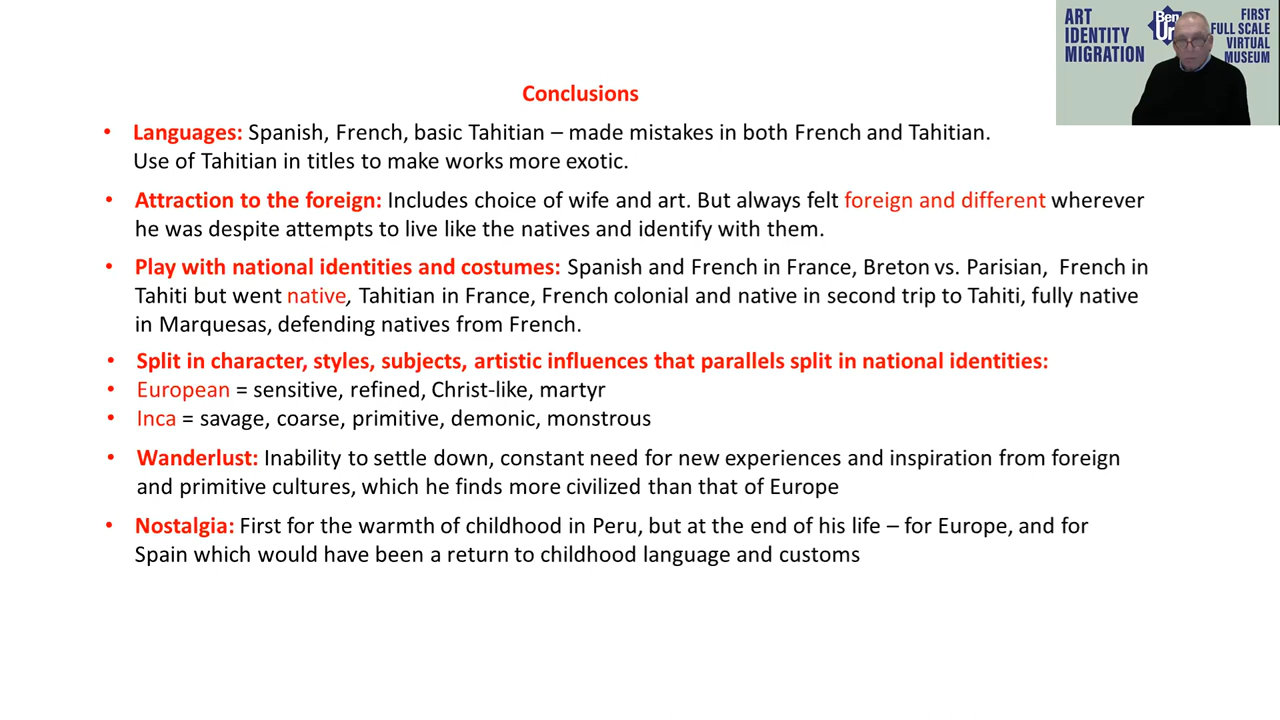 ART
IDENTITY
MIGRATION
Ben
Ur
FIRST
FULL SCALE
VIRTUAL
MUSEUM
Conclusions
• Languages: Spanish, French, basic Tahitian – made mistakes in both French and Tahitian.
Use of Tahitian in titles to make works more exotic.
• Attraction to the foreign: Includes choice of wife and art. But always felt foreign and different wherever
he was despite attempts to live like the natives and identify with them.
• Play with national identities and costumes: Spanish and French in France, Breton vs. Parisian, French in
Tahiti but went native, Tahitian in France, French colonial and native in second trip to Tahiti, fully native
in Marquesas, defending natives from French.
• Split in character, styles, subjects, artistic influences that parallels split in national identities:
• European = sensitive, refined, Christ-like, martyr
• Inca = savage, coarse, primitive, demonic, monstrous
• Wanderlust: Inability to settle down, constant need for new experiences and inspiration from foreign
and primitive cultures, which he finds more civilized than that of Europe
• Nostalgia: First for the warmth of childhood in Peru, but at the end of his life – for Europe, and for
Spain which would have been a return to childhood language and customs